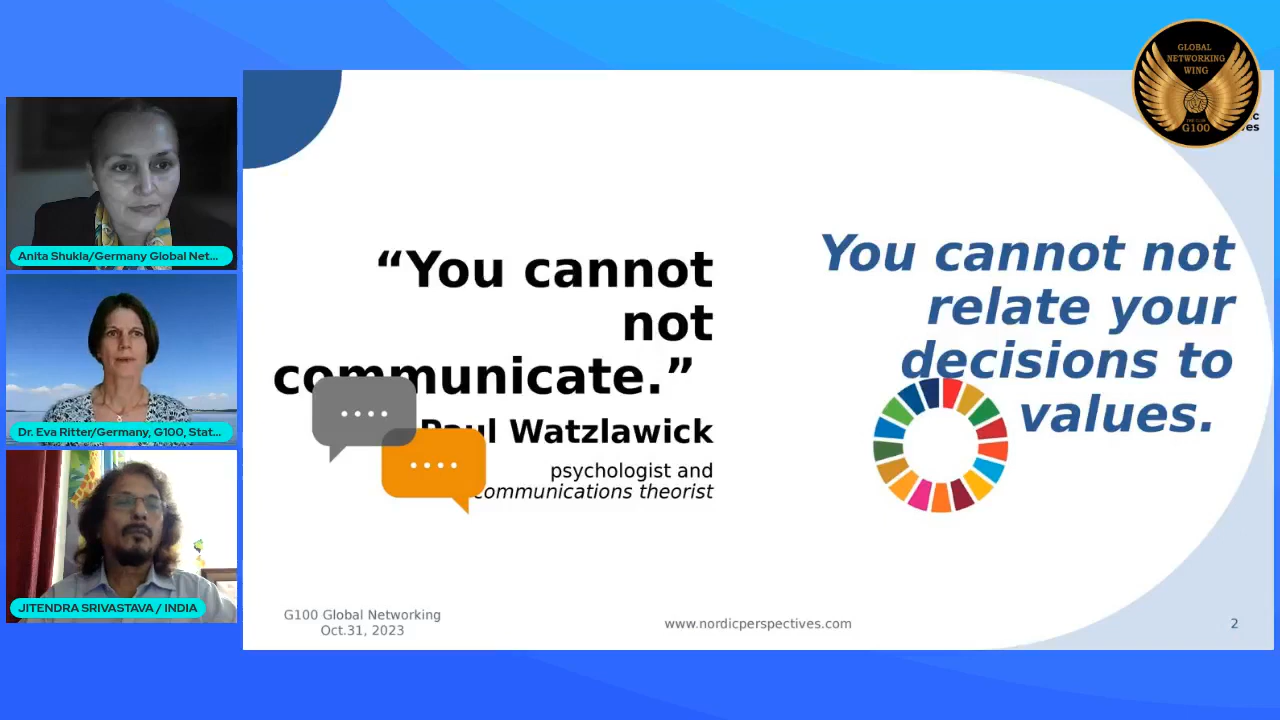 GLOBAL
NETWORKING
WING
G100
Anita Shukla/Germany Global Net...
Dr. Eva Ritter/Germany, G100, Stat...
JITENDRA SRIVASTAVA / INDIA
“You cannot
not
communicate.”
Paul Watzlawick
psychologist and
communications theorist
You cannot not
relate your
decisions to
values.
G100 Global Networking
Oct.31, 2023
www.nordicperspectives.com
2